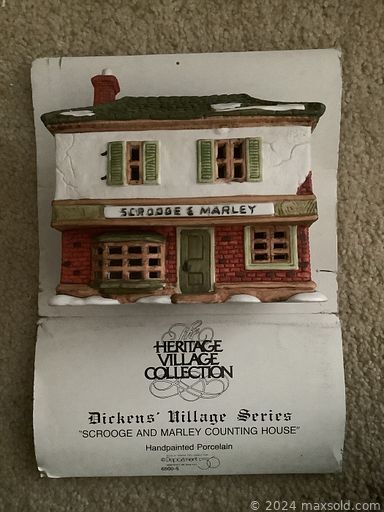 SCROOGE & MARLEY
The
HERITAGE
VILLAGE
COLLECTION
Dickens' Village Series
"SCROOGE AND MARLEY COUNTING HOUSE"
Handpainted Porcelain
©Department 56
6500-5
© 2024 maxsold.com